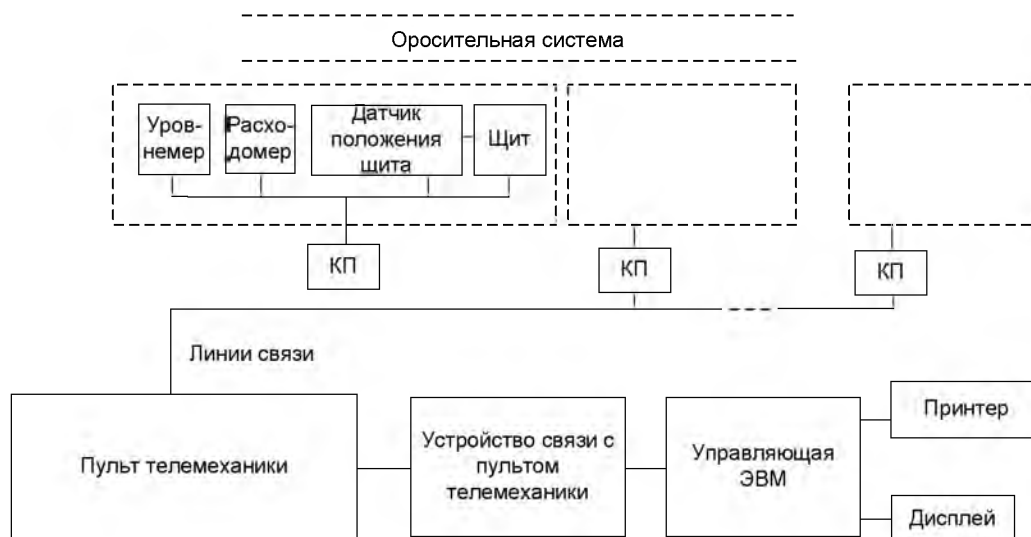 Оросительная система
Уров-
немер
Расхо-
домер
Датчик
положения
щита
Щит
КП
КП
КП
Линии связи
Пульт телемеханики
Устройство связи с
пультом
телемеханики
Управляющая
ЭВМ
Принтер
Дисплей